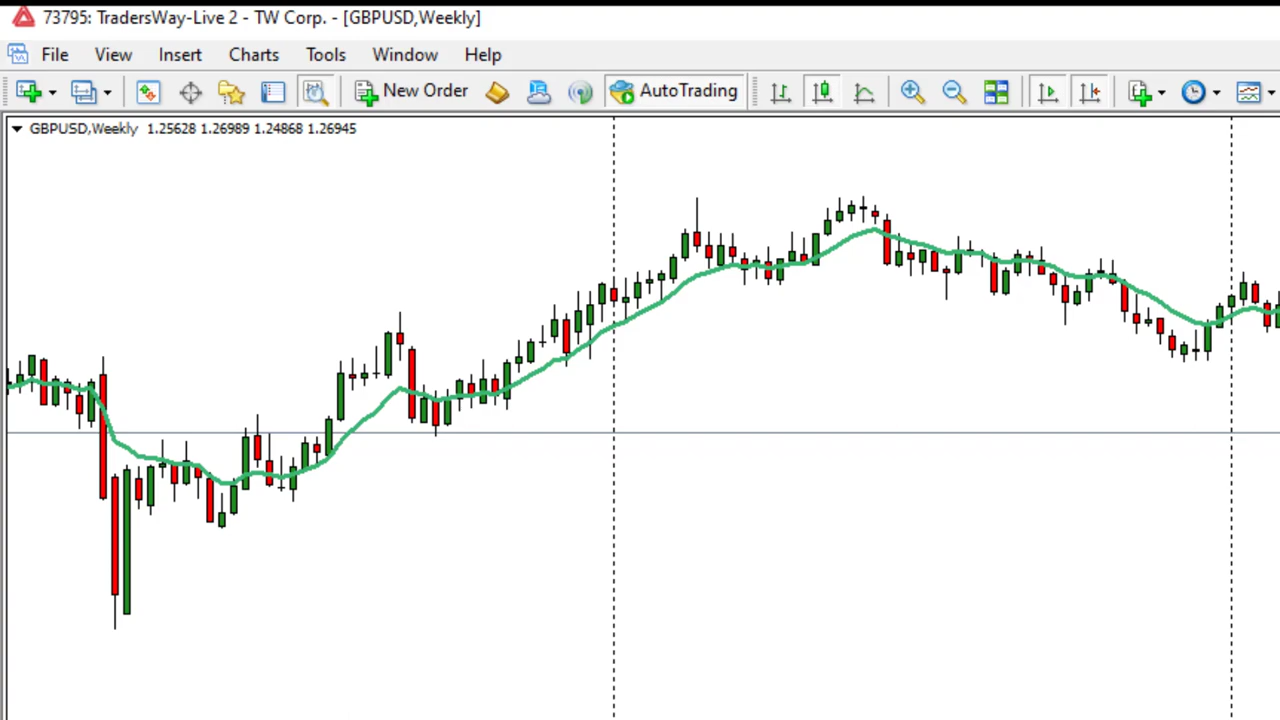 73795: TradersWay-Live 2 - TW Corp. - [GBPUSD,Weekly]
File View Insert Charts Tools Window Help
New Order AutoTrading
GBPUSD,Weekly 1.25628 1.26989 1.24868 1.26945